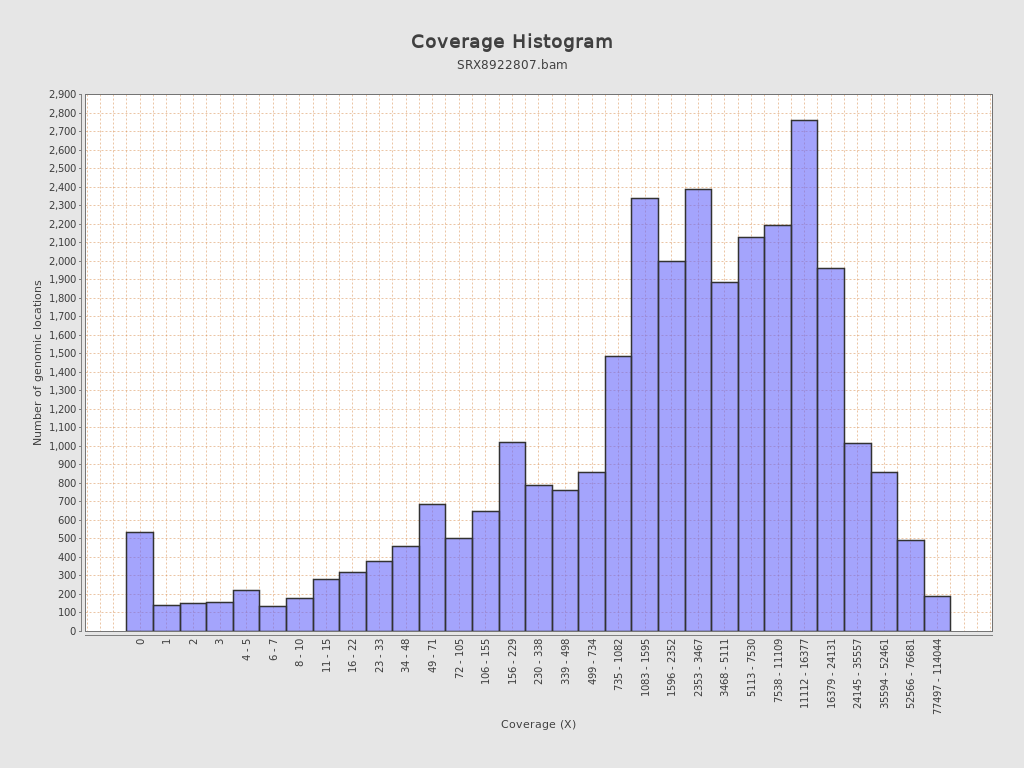 Coverage Histogram
SRX8922807.bam
2,900
2,800
2,700
2,600
2,500
2,400
2,300
2,200
2,100
2,000
1,900
1,800
1,700
1,600
1,500
1,400
1,300
1,200
1,100
1,000
900
800
700
600
500
400
300
200
100
0
Number of genomic locations
0
1
2
3
4 - 5
6 - 7
8 - 10
11 - 15
16 - 22
23 - 33
34 - 48
49 - 71
72 - 105
106 - 155
156 - 229
230 - 338
339 - 498
499 - 734
735 - 1082
1083 - 1595
1596 - 2352
2353 - 3467
3468 - 5111
5113 - 7530
7538 - 11109
11112 - 16377
16379 - 24131
24145 - 35557
35594 - 52461
52566 - 76681
77497 - 114044
Coverage (X)